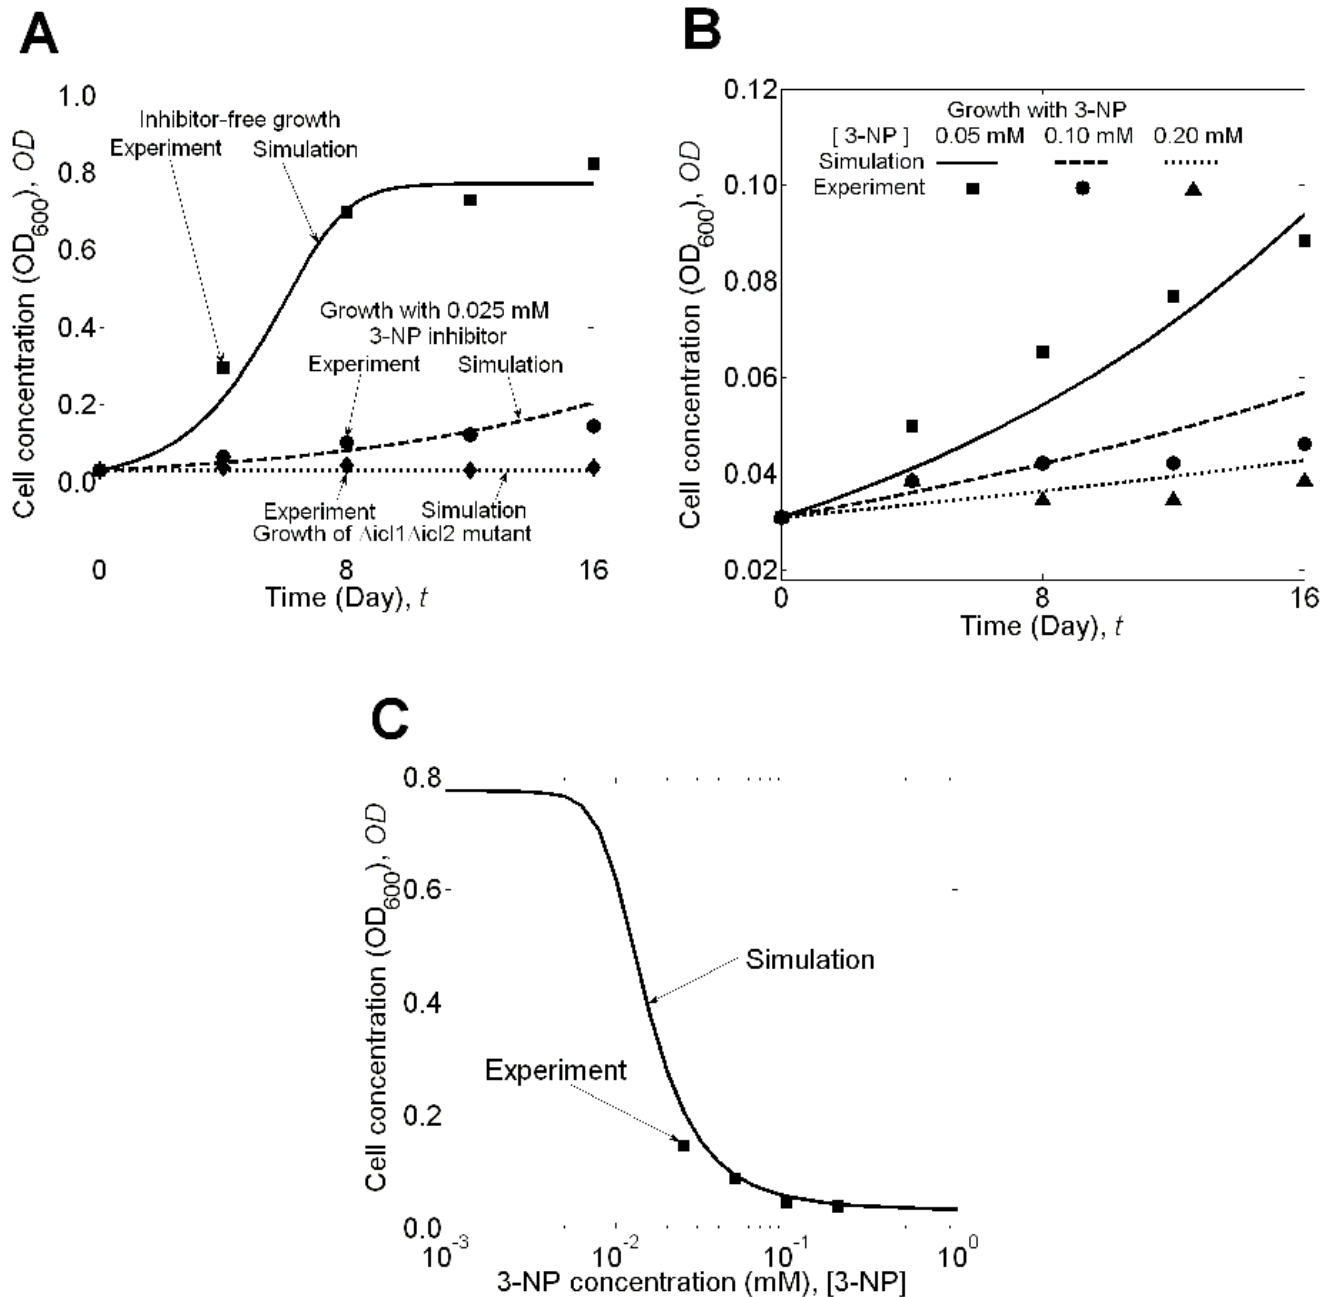 A
Cell concentration (OD600), OD
1.0
0.8
0.6
0.4
0.2
0.0
Inhibitor-free growth
Experiment Simulation
Growth with 0.025 mM
3-NP inhibitor
Experiment Simulation
Experiment Simulation
Growth of Δicl1Δicl2 mutant
0 8 16
Time (Day), t
B
Cell concentration (OD600), OD
0.12
0.10
0.08
0.06
0.04
0.02
Growth with 3-NP
[ 3-NP ] 0.05 mM 0.10 mM 0.20 mM
Simulation
Experiment
0 8 16
Time (Day), t
C
Cell concentration (OD600), OD
0.8
0.6
0.4
0.2
0.0
Simulation
Experiment
10-3 10-2 10-1 100
3-NP concentration (mM), [3-NP]